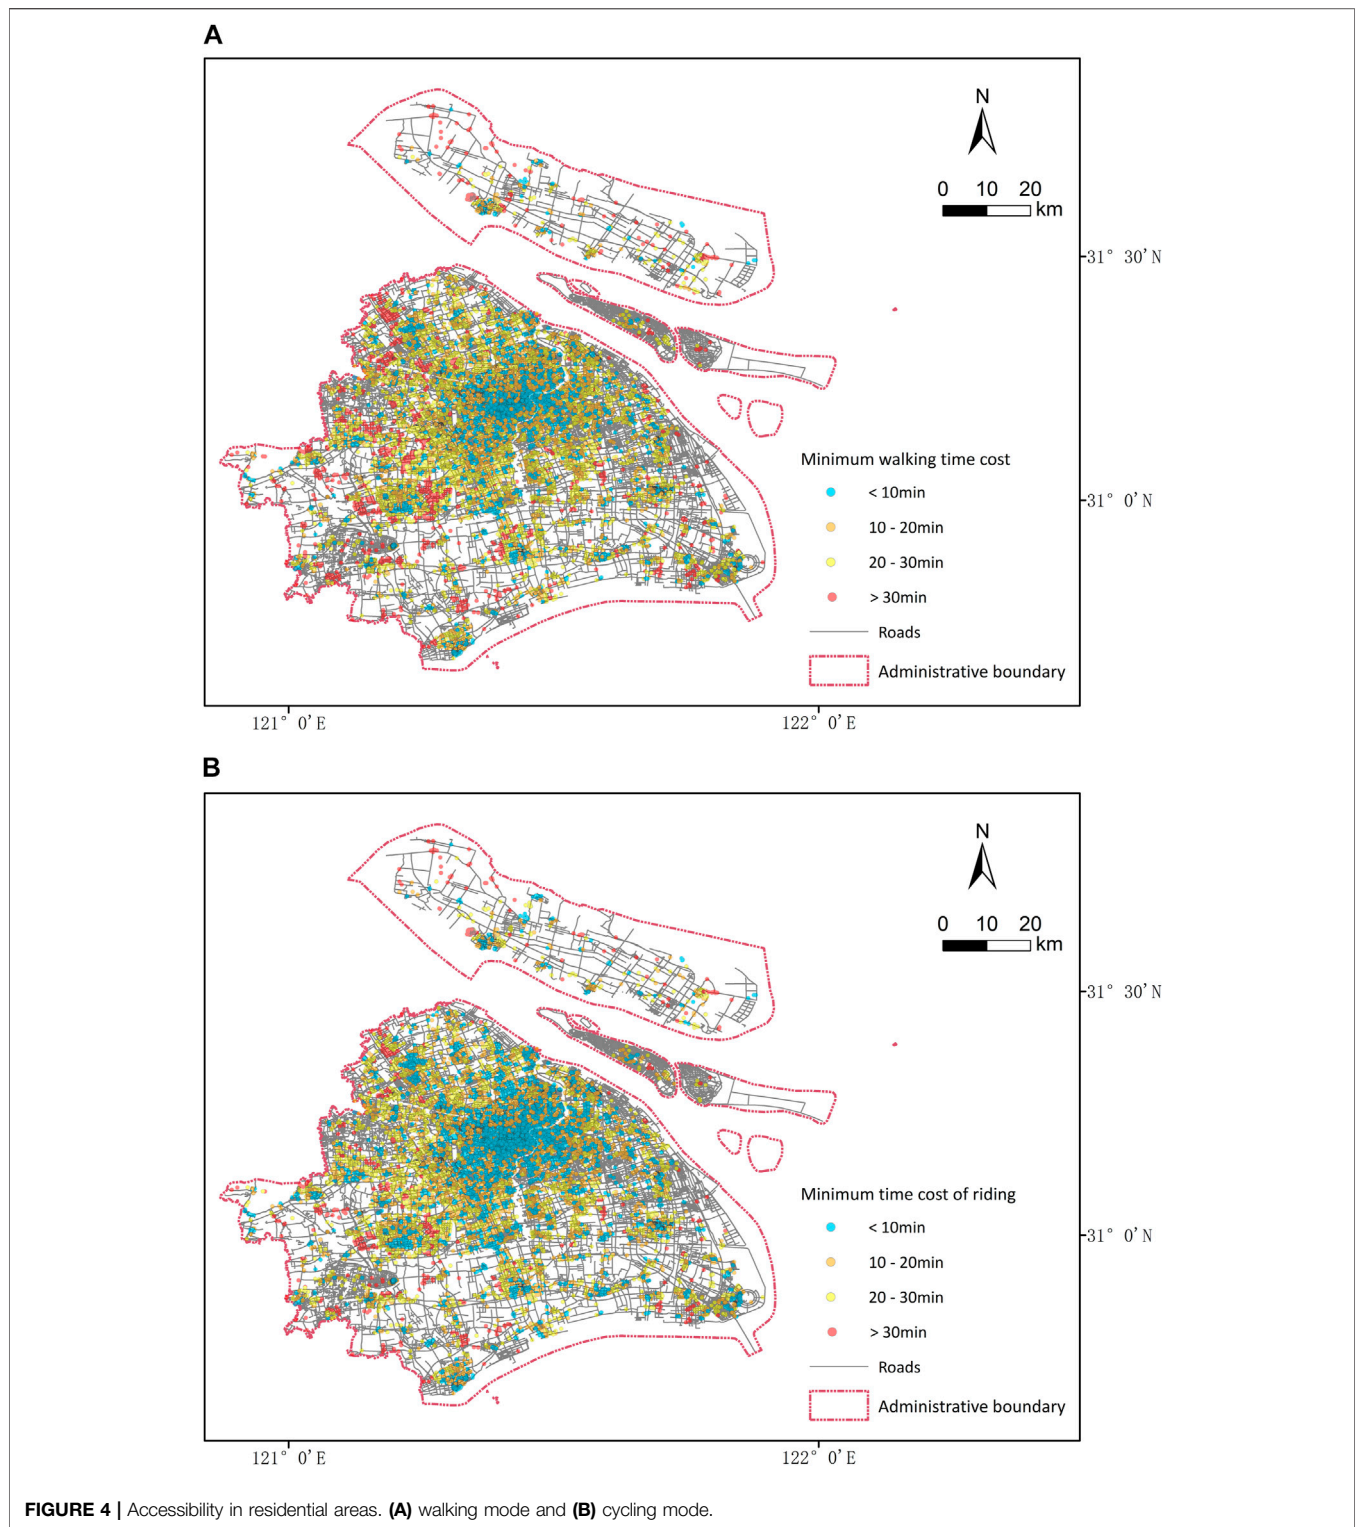 A
N
0 10 20
km
31° 30'N
Minimum walking time cost
< 10min
31° 0'N
10 - 20min
20 - 30min
> 30min
Roads
Administrative boundary
121° 0'E
122° 0'E
B
N
0 10 20
km
31° 30'N
Minimum time cost of riding
< 10min
31° 0'N
10 - 20min
20 - 30min
> 30min
Roads
Administrative boundary
121° 0'E
122° 0'E
FIGURE 4 | Accessibility in residential areas. (A) walking mode and (B) cycling mode.